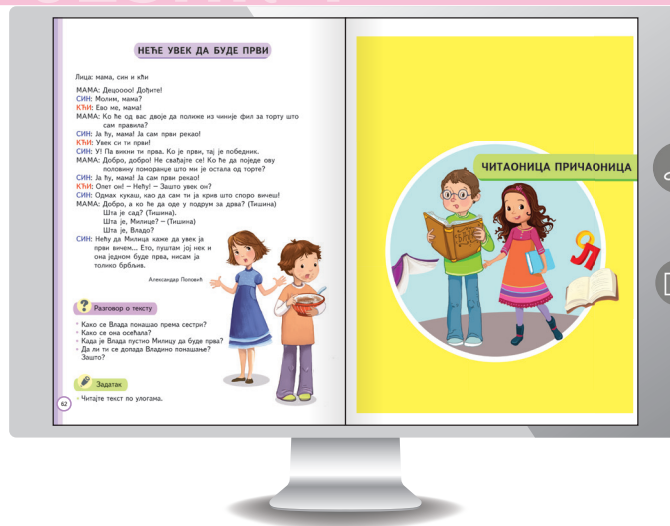 НЕЋЕ УВЕК ДА БУДЕ ПРВИ
Лица: мама, син и кћи
МАМА: Децоооо! Дођите!
СИН: Молим, мама?
КЋИ: Ево ме, мама!
МАМА: Ко ће од вас двоје да полиже из чиније фил за торту што
сам правила?
СИН: Ја ћу, мама! Ја сам први рекао!
КЋИ: Увек си ти први!
СИН: У! Па викни ти прва. Ко је први, тај је победник.
МАМА: Добро, добро! Не свађајте се! Ко ће да поједе ову
половину поморанџе што ми је остала од торте?
СИН: Ја ћу, мама! Ја сам први рекао!
КЋИ: Опет он! – Нећу! – Зашто увек он?
СИН: Одмах кукаш, као да сам ти ја крив што споро вичеш!
МАМА: Добро, а ко ће да оде у подрум за дрва? (Тишина)
Шта је сад? (Тишина).
Шта је, Милице? – (Тишина)
Шта је, Владо?
СИН: Нећу да Милица каже да увек ја
први вичем... Ето, пуштам јој нек и
она једном буде прва, нисам ја
толико брбљив.
Александар Поповић
? Разговор о тексту
• Како се Влада понашао према сестри?
• Како се она осећала?
• Када је Влада пустио Милицу да буде прва?
• Да ли ти се допада Владино понашање?
Зашто?
Задатак
• Читајте текст по улогама.
62
ЧИТАОНИЦА ПРИЧАОНИЦА
Л